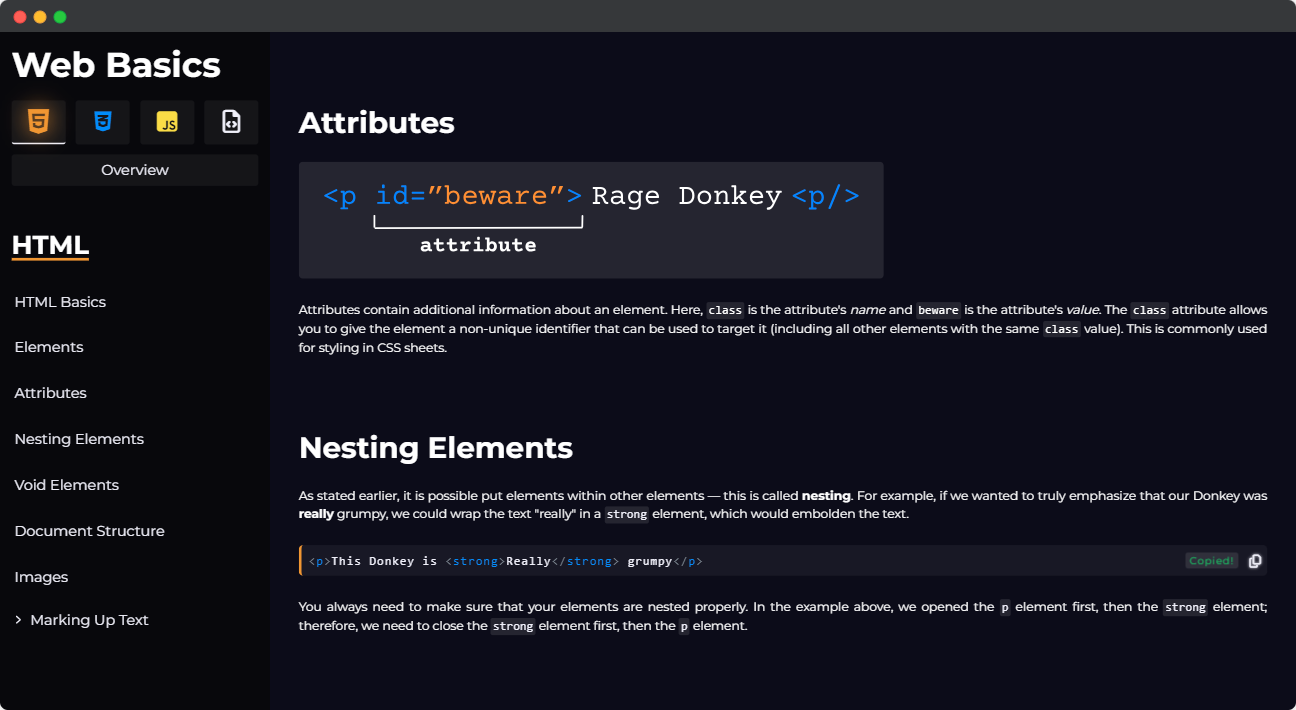 Web Basics
JS
Overview
HTML
HTML Basics
Elements
Attributes
Nesting Elements
Void Elements
Document Structure
Images
Marking Up Text
Attributes
<p id=”beware”> Rage Donkey <p/>
attribute
Attributes contain additional information about an element. Here, class is the attribute's name and beware is the attribute's value. The class attribute allows
you to give the element a non-unique identifier that can be used to target it (including all other elements with the same class value). This is commonly used
for styling in CSS sheets.
Nesting Elements
As stated earlier, it is possible put elements within other elements — this is called nesting. For example, if we wanted to truly emphasize that our Donkey was
really grumpy, we could wrap the text "really" in a strong element, which would embolden the text.
<p>This Donkey is <strong>Really</strong> grumpy</p>
Copied!
You always need to make sure that your elements are nested properly. In the example above, we opened the p element first, then the strong element;
therefore, we need to close the strong element first, then the p element.